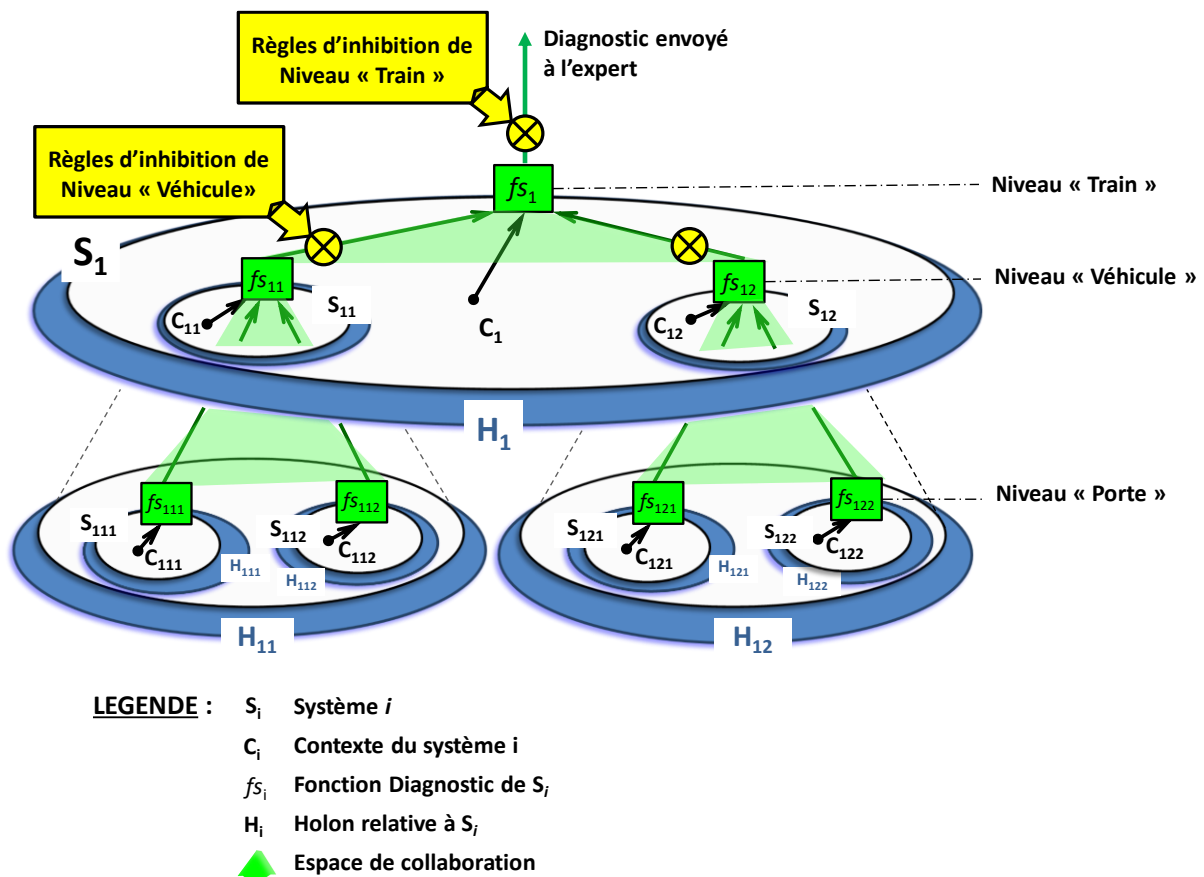 Règles d'inhibition de
Niveau « Train »
Diagnostic envoyé
à l'expert
Règles d'inhibition de
Niveau « Véhicule»
fs1
Niveau « Train »
S1
fs11
fs12
Niveau « Véhicule »
S11
S12
C11
C1
C12
H1
fs111
fs112
fs121
fs122
Niveau « Porte »
S111
S112
S121
S122
C111
C112
C121
C122
H111
H112
H121
H122
H11
H12
LEGENDE :
Si Système i
Ci Contexte du système i
fsi Fonction Diagnostic de Si
Hi Holon relative à Si
Espace de collaboration